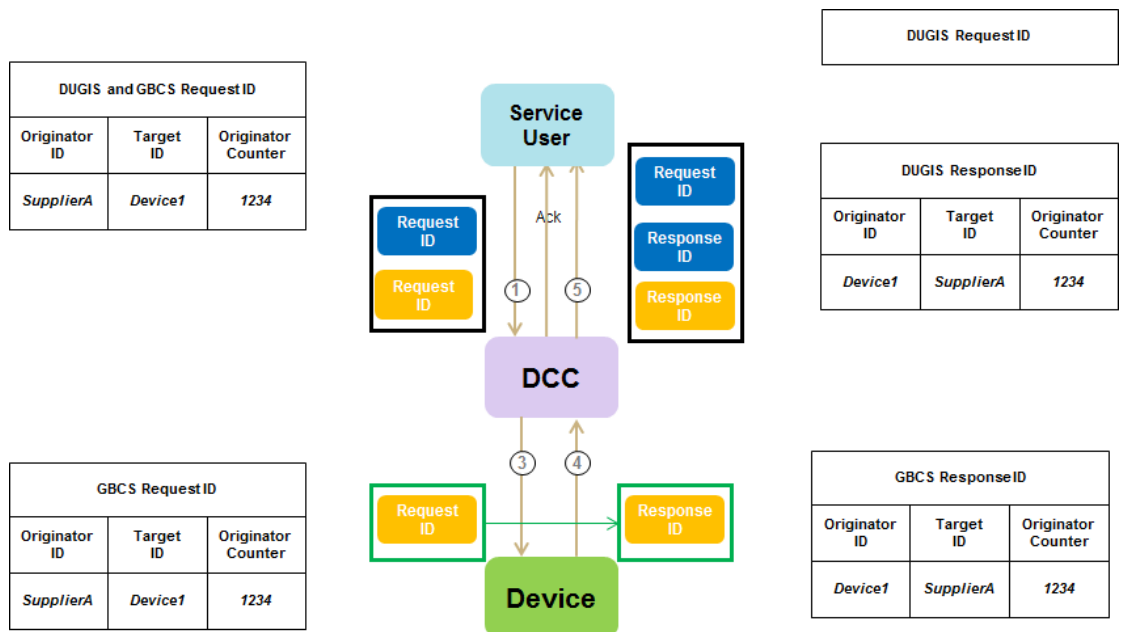 DUGIS Request ID
DUGIS and GBCS Request ID
Originator ID
Target ID
Originator Counter
SupplierA
Device1
1234
Service
User
Request
ID
Request
ID
Ack
1
5
Request
ID
Response
ID
Response
ID
DUGIS Response ID
Originator ID
Target ID
Originator Counter
Device1
SupplierA
1234
DCC
3
4
GBCS Request ID
Originator ID
Target ID
Originator Counter
SupplierA
Device1
1234
Request
ID
Response
ID
Device
GBCS Response ID
Originator ID
Target ID
Originator Counter
Device1
SupplierA
1234